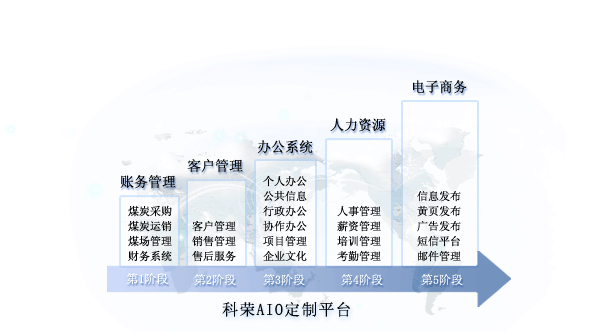 账务管理
煤炭采购
煤炭运销
煤场管理
财务系统
第1阶段
客户管理
客户管理
销售管理
售后服务
第2阶段
办公系统
个人办公
公共信息
行政办公
协作办公
项目管理
企业文化
第3阶段
人力资源
人事管理
薪资管理
培训管理
考勤管理
第4阶段
电子商务
信息发布
黄页发布
广告发布
短信平台
邮件管理
第5阶段
科荣AIO定制平台